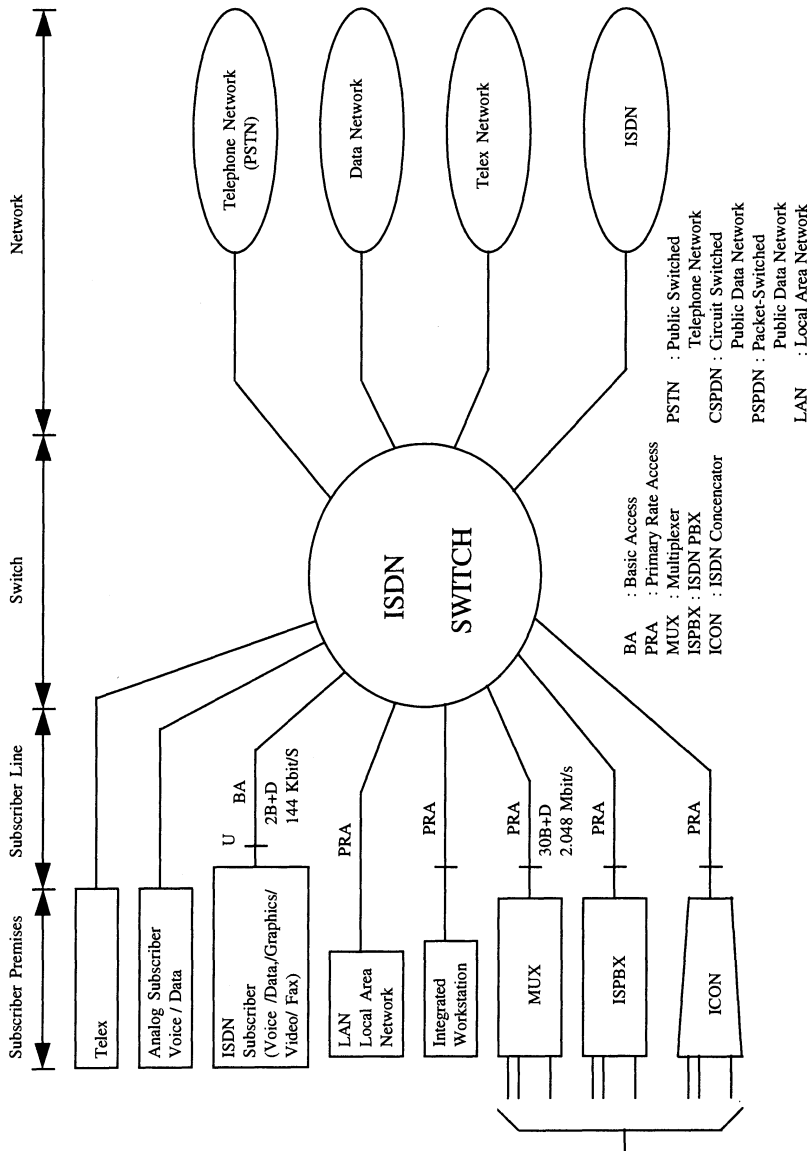 Subscriber Premises
Subscriber Line
Switch
Network
Telex
Analog Subscriber
Voice / Data
ISDN
Subscriber
(Voice /Data,/Graphics/
Video/ Fax)
U
BA
2B+D
144 Kbit/S
LAN
Local Area
Network
PRA
Integrated
Workstation
PRA
MUX
PRA
30B+D
2.048 Mbit/s
ISPBX
PRA
ICON
PRA
ISDN
SWITCH
Telephone Network
(PSTN)
Data Network
Telex Network
ISDN
BA : Basic Access
PRA : Primary Rate Access
MUX : Multiplexer
ISPBX : ISDN PBX
ICON : ISDN Concencator
PSTN : Public Switched
Telephone Network
CSPDN : Circuit Switched
Public Data Network
PSPDN : Packet-Switched
Public Data Network
LAN : Local Area Network